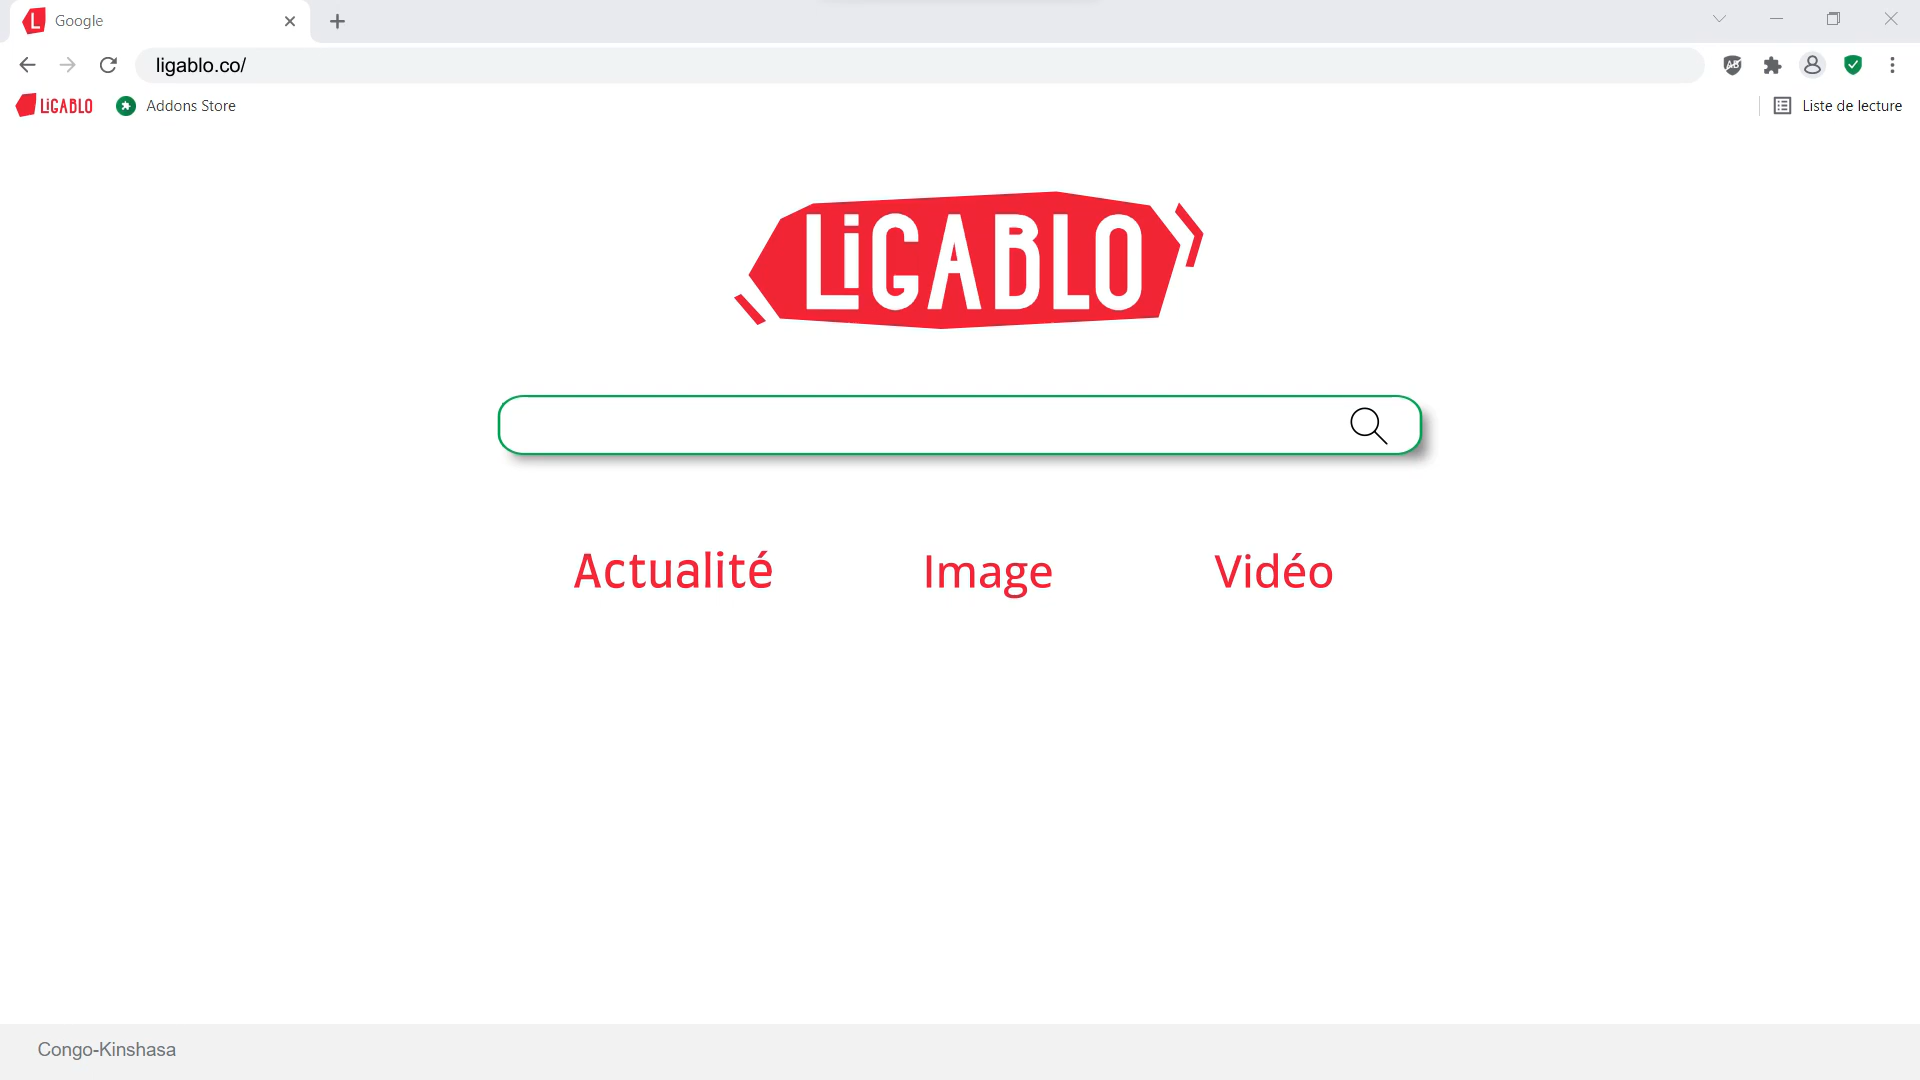 L Google
ligablo.co/
LiGABLO Addons Store Liste de lecture
LiGABLO
Actualité Image Vidéo
Congo-Kinshasa